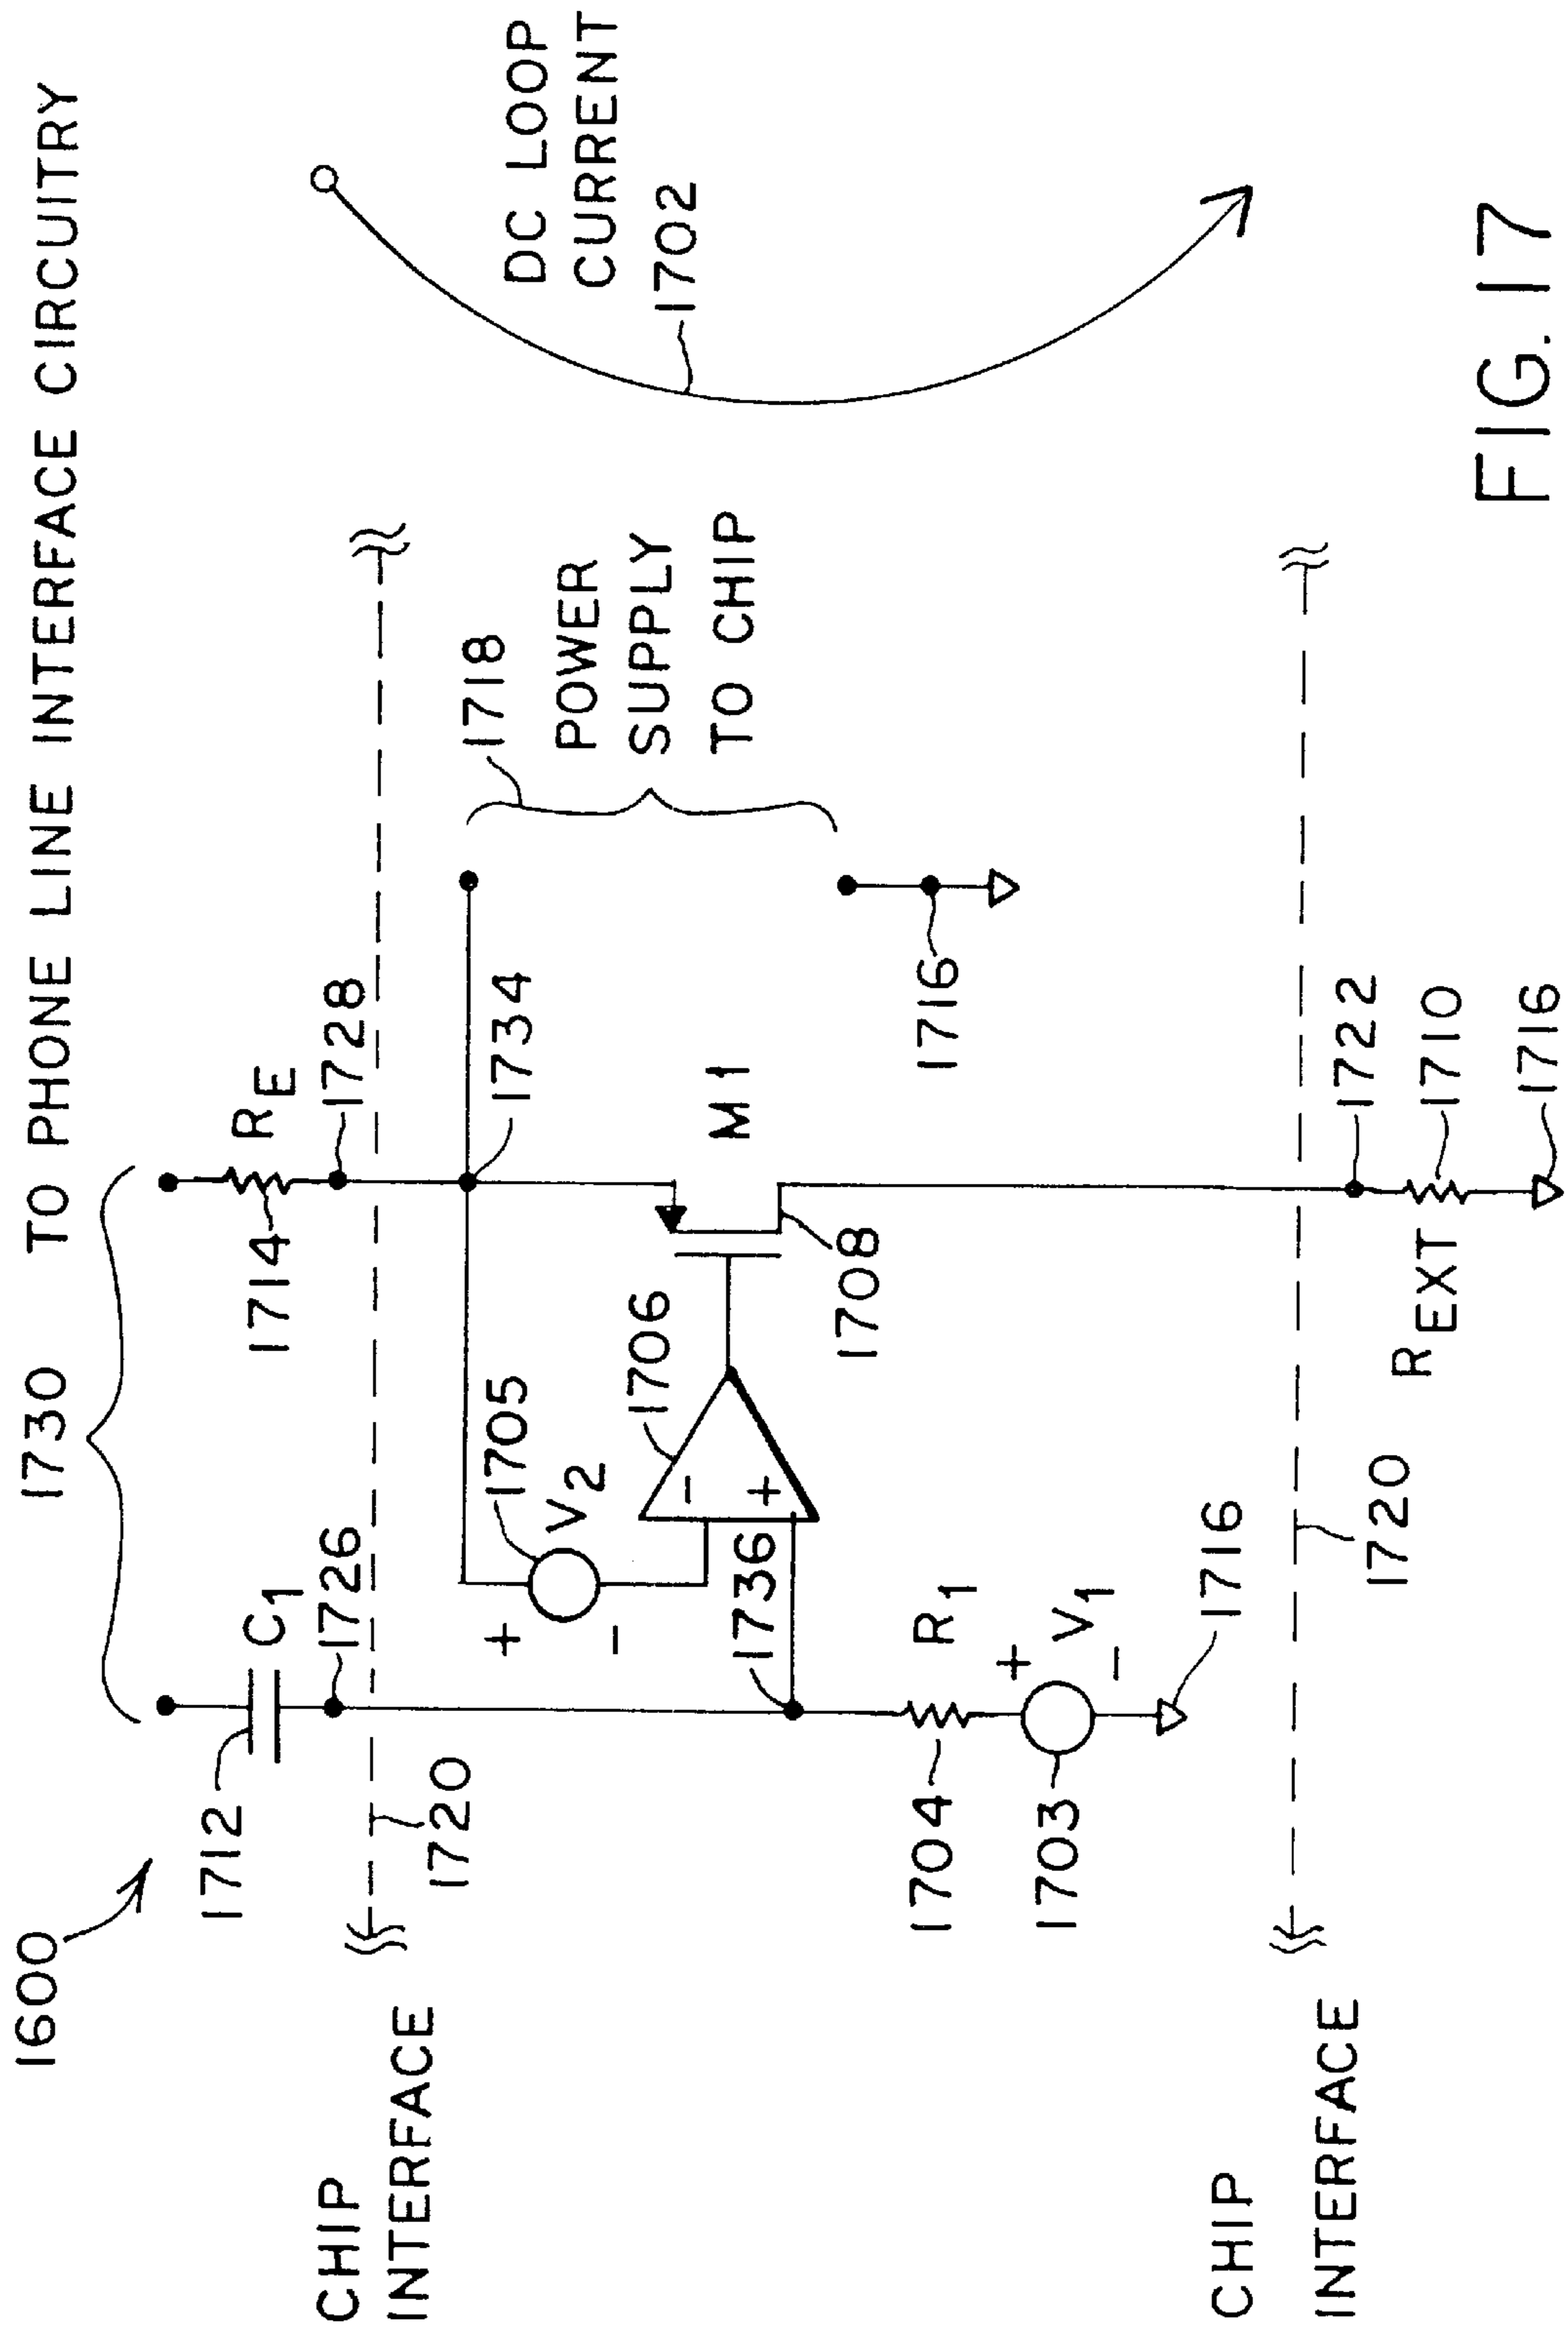 1600
1730
TO PHONE LINE INTERFACE CIRCUITRY
1712
C1
1714
RE
1726
1728
CHIP
INTERFACE
1720
1705
V2
+
-
1734
1718
POWER
SUPPLY
TO CHIP
DC LOOP
CURRENT
1702
1706
-
+
1736
M1
1708
1716
1704
R1
1703
+
V1
-
1716
CHIP
INTERFACE
1720
1722
REXT
1710
1716
FIG. 17